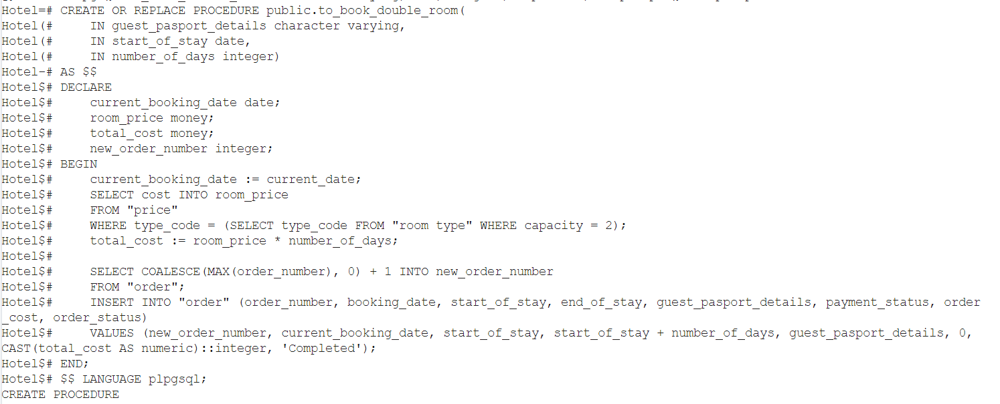 Hotel=# CREATE OR REPLACE PROCEDURE public.to_book_double_room(
Hotel(#     IN guest_pasport_details character varying,
Hotel(#     IN start_of_stay date,
Hotel(#     IN number_of_days integer)
Hotel-# AS $$
Hotel$# DECLARE
Hotel$#     current_booking_date date;
Hotel$#     room_price money;
Hotel$#     total_cost money;
Hotel$#     new_order_number integer;
Hotel$# BEGIN
Hotel$#     current_booking_date := current_date;
Hotel$#     SELECT cost INTO room_price
Hotel$#     FROM "price"
Hotel$#     WHERE type_code = (SELECT type_code FROM "room type" WHERE capacity = 2);
Hotel$#     total_cost := room_price * number_of_days;
Hotel$#
Hotel$#     SELECT COALESCE(MAX(order_number), 0) + 1 INTO new_order_number
Hotel$#     FROM "order";
Hotel$#     INSERT INTO "order" (order_number, booking_date, start_of_stay, end_of_stay, guest_pasport_details, payment_status, order
_cost, order_status)
Hotel$#     VALUES (new_order_number, current_booking_date, start_of_stay, start_of_stay + number_of_days, guest_pasport_details, 0,
CAST(total_cost AS numeric)::integer, 'Completed');
Hotel$# END;
Hotel$# $$ LANGUAGE plpgsql;
CREATE PROCEDURE